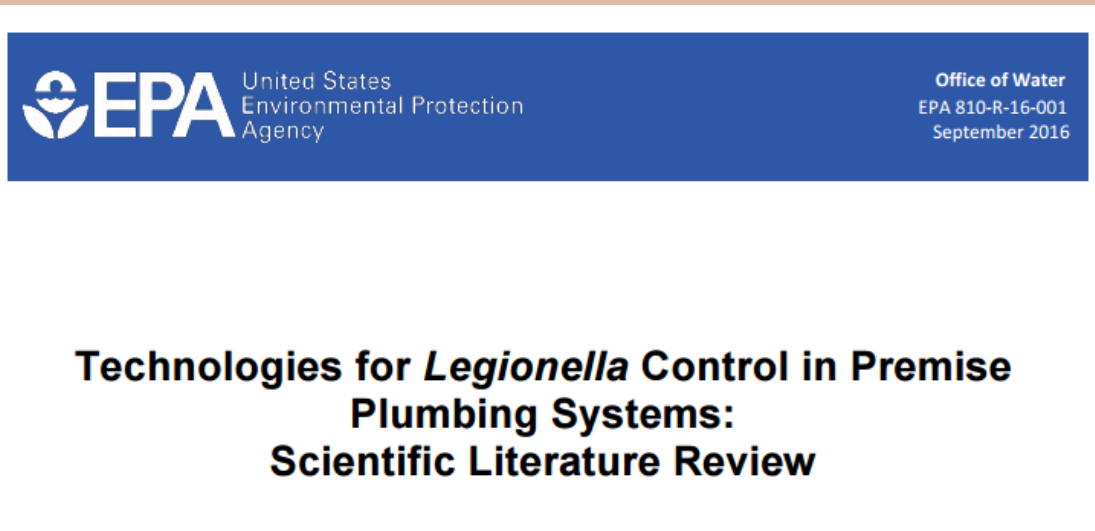 EPA
United States
Environmental Protection
Agency
Office of Water
EPA 810-R-16-001
September 2016
Technologies for Legionella Control in Premise
Plumbing Systems:
Scientific Literature Review